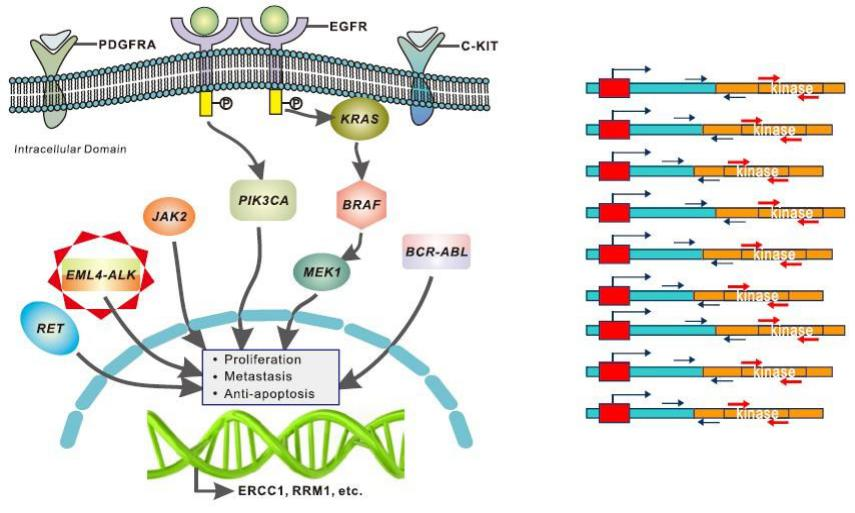 PDGFRA
EGFR
C-KIT
P
P
KRAS
Intracellular Domain
JAK2
PIK3CA
BRAF
BCR-ABL
EML4-ALK
MEK1
RET
• Proliferation
• Metastasis
• Anti-apoptosis
ERCC1, RRM1, etc.
kinase
kinase
kinase
kinase
kinase
kinase
kinase
kinase
kinase